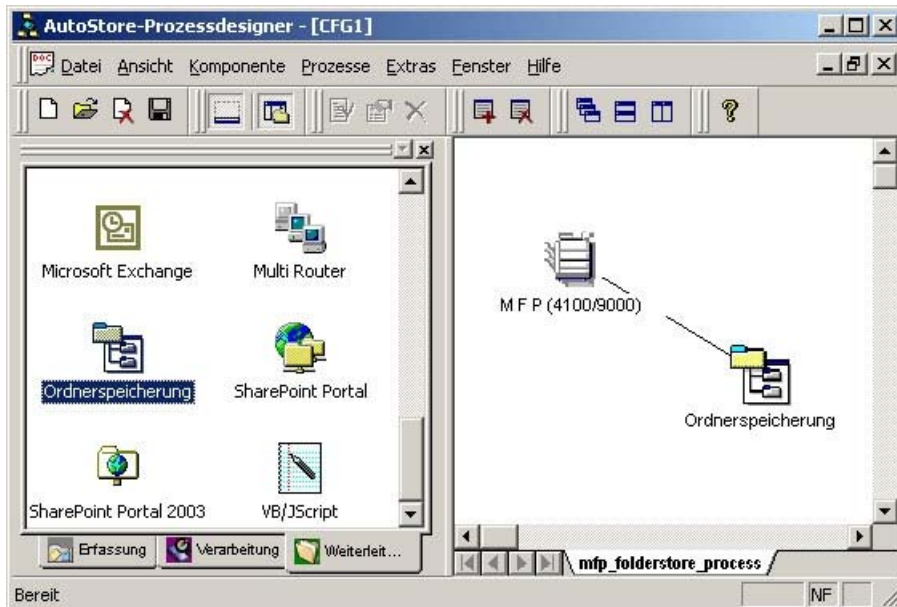 AutoStore-Prozessdesigner - [CFG1]
Datei Ansicht Komponente Prozesse Extras Fenster Hilfe
Microsoft Exchange
Multi Router
Ordnerspeicherung
SharePoint Portal
SharePoint Portal 2003
VB/JScript
Erfassung
Verarbeitung
Weiterleit...
M F P (4100/9000)
Ordnerspeicherung
mfp_folderstore_process
Bereit
NF